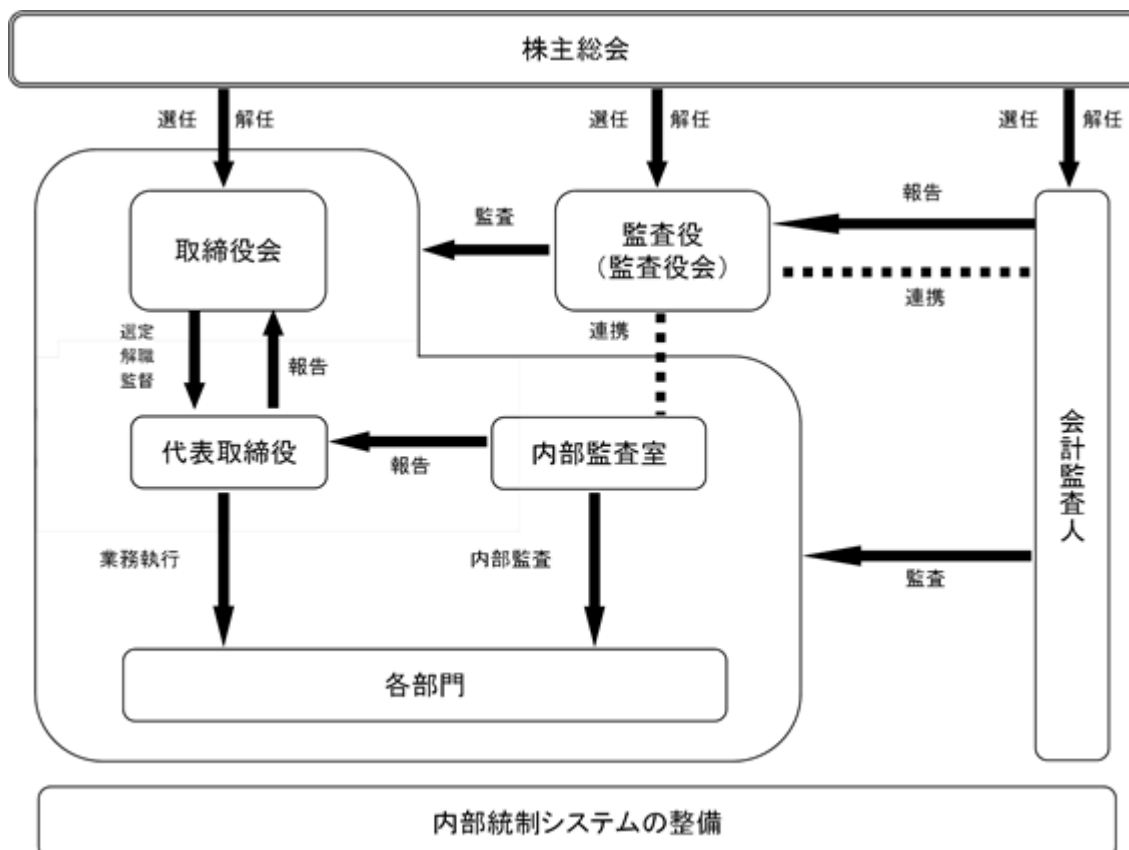 株主総会
選任
解任
選任
解任
選任
解任
取締役会
監査
監査役
（監査役会）
報告
連携
選定
解職
監督
報告
連携
代表取締役
報告
内部監査室
会計監査人
業務執行
内部監査
監査
各部門
内部統制システムの整備